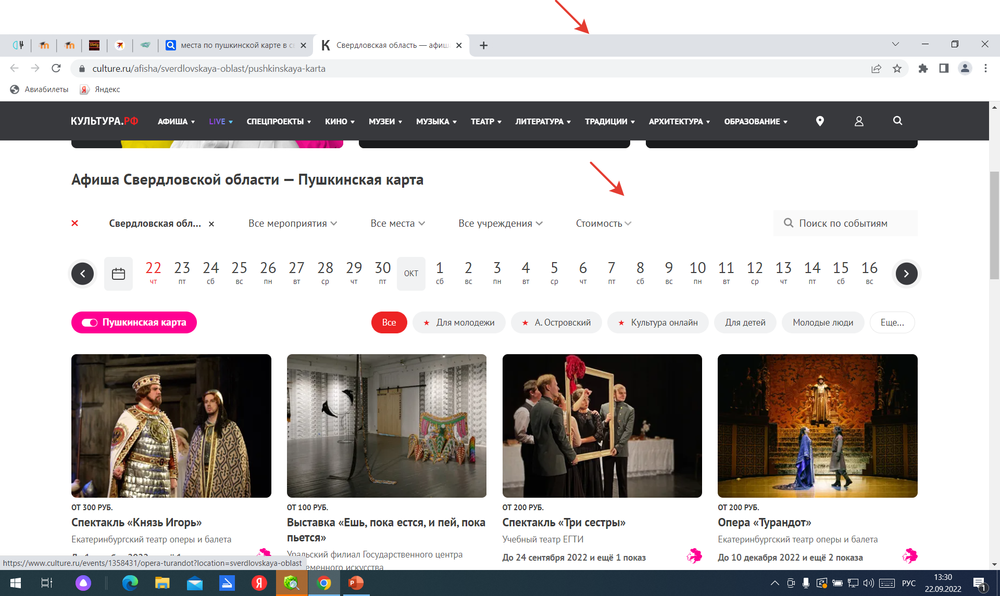 места по пушкинской карте в св
Свердловская область — афиш
culture.ru/afisha/sverdlovskaya-oblast/pushkinskaya-karta
Авиабилеты Яндекс
КУЛЬТУРА.РФ АФИША LIVE СПЕЦПРОЕКТЫ КИНО МУЗЕИ МУЗЫКА ТЕАТР ЛИТЕРАТУРА ТРАДИЦИИ АРХИТЕКТУРА ОБРАЗОВАНИЕ
Афиша Свердловской области — Пушкинская карта
Свердловская обл... Все мероприятия Все места Все учреждения Стоимость Поиск по событиям
22 23 24 25 26 27 28 29 30 ОКТ 1 2 3 4 5 6 7 8 9 10 11 12 13 14 15 16
чт пт сб вс пн вт ср чт пт сб вс пн вт ср чт пт сб вс пн вт ср чт пт сб вс
Пушкинская карта Все Для молодежи А. Островский Культура онлайн Для детей Молодые люди Еще...
ОТ 300 РУБ.
Спектакль «Князь Игорь»
Екатеринбургский театр оперы и балета
ОТ 100 РУБ.
Выставка «Ешь, пока естся, и пей, пока
пьется»
Уральский филиал Государственного центра
временного искусства
ОТ 200 РУБ.
Спектакль «Три сестры»
Учебный театр ЕГТИ
До 24 сентября 2022 и ещё 1 показ
ОТ 200 РУБ.
Опера «Турандот»
Екатеринбургский театр оперы и балета
До 10 декабря 2022 и ещё 2 показа
https://www.culture.ru/events/1358431/opera-turandot?location=sverdlovskaya-oblast
РУС
13:30
22.09.2022
1